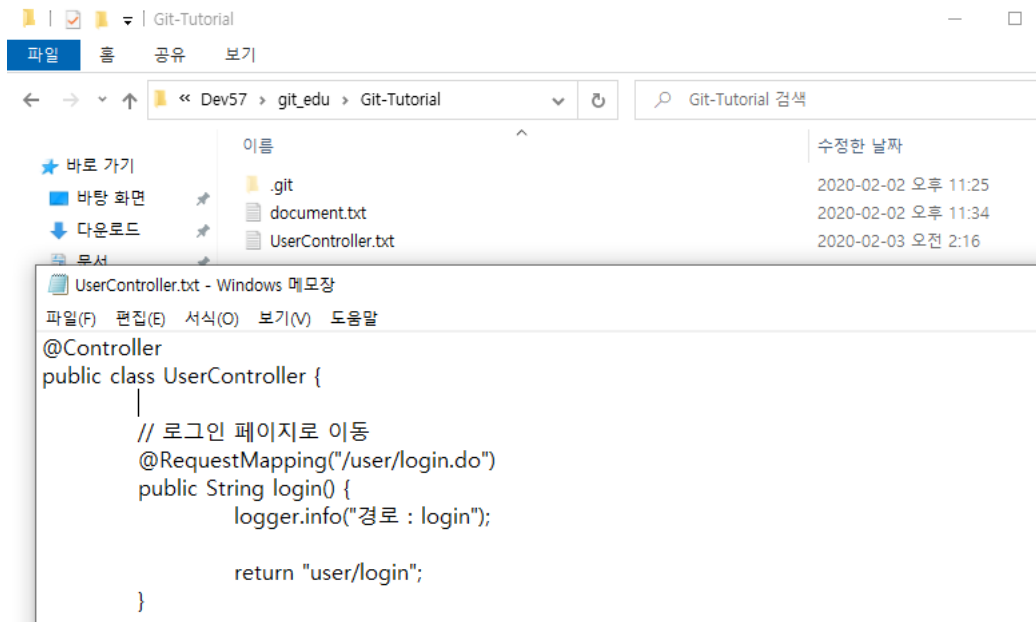 Git-Tutorial
파일 홈 공유 보기
« Dev57 › git_edu › Git-Tutorial Git-Tutorial 검색
이름 수정한 날짜
바로 가기
.git 2020-02-02 오후 11:25
바탕 화면
document.txt 2020-02-02 오후 11:34
다운로드
UserController.txt 2020-02-03 오전 2:16
문서
UserController.txt - Windows 메모장
파일(F) 편집(E) 서식(O) 보기(V) 도움말
@Controller
public class UserController {
// 로그인 페이지로 이동
@RequestMapping("/user/login.do")
public String login() {
logger.info("경로 : login");
return "user/login";
}